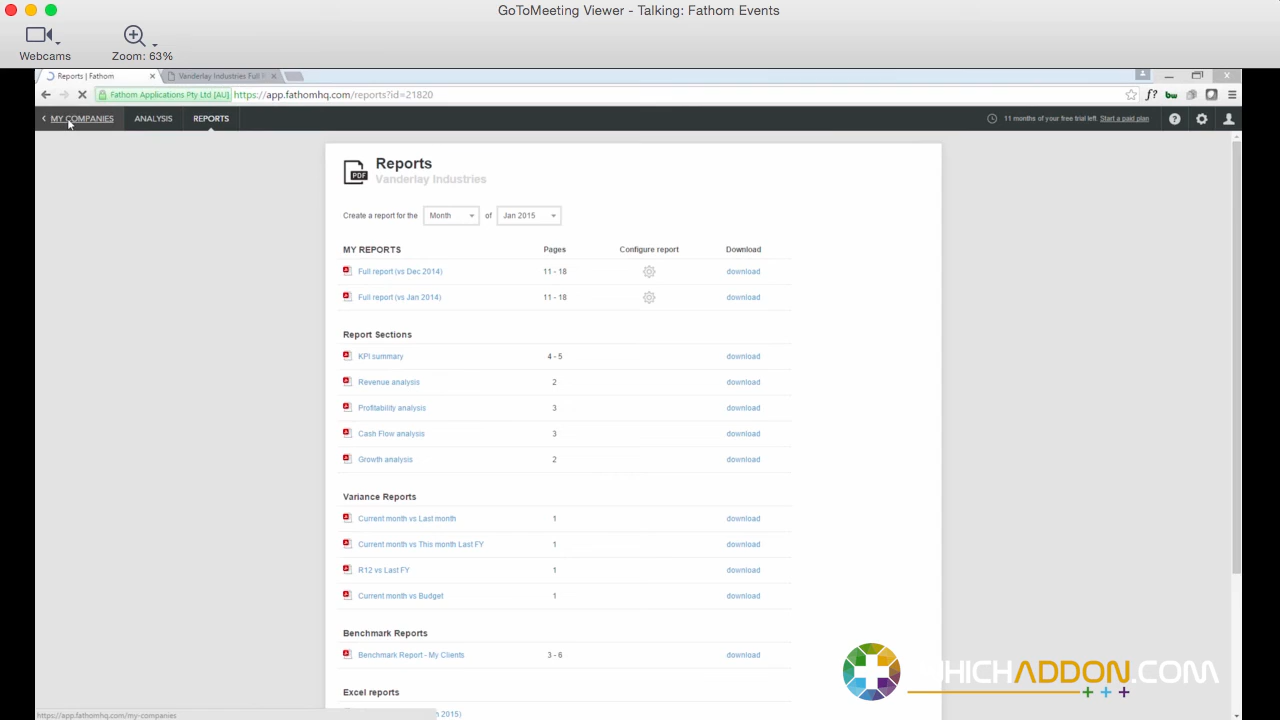 GoToMeeting Viewer - Talking: Fathom Events
Webcams
Zoom: 63%
Reports | Fathom
Vanderlay Industries Full
Fathom Applications Pty Ltd [AU]
https://app.fathomhq.com/reports?id=21820
MY COMPANIES
ANALYSIS
REPORTS
11 months of your free trial left. Start a paid plan
PDF
Reports
Vanderlay Industries
Create a report for the Month of Jan 2015
MY REPORTS Pages Configure report Download
Full report (vs Dec 2014) 11 - 18 download
Full report (vs Jan 2014) 11 - 18 download
Report Sections
KPI summary 4 - 5 download
Revenue analysis 2 download
Profitability analysis 3 download
Cash Flow analysis 3 download
Growth analysis 2 download
Variance Reports
Current month vs Last month 1 download
Current month vs This month Last FY 1 download
R12 vs Last FY 1 download
Current month vs Budget 1 download
Benchmark Reports
Benchmark Report - My Clients 3 - 6 download
Excel reports
2015)
https://app.fathomhq.com/my-companies
WHICHADDON.COM